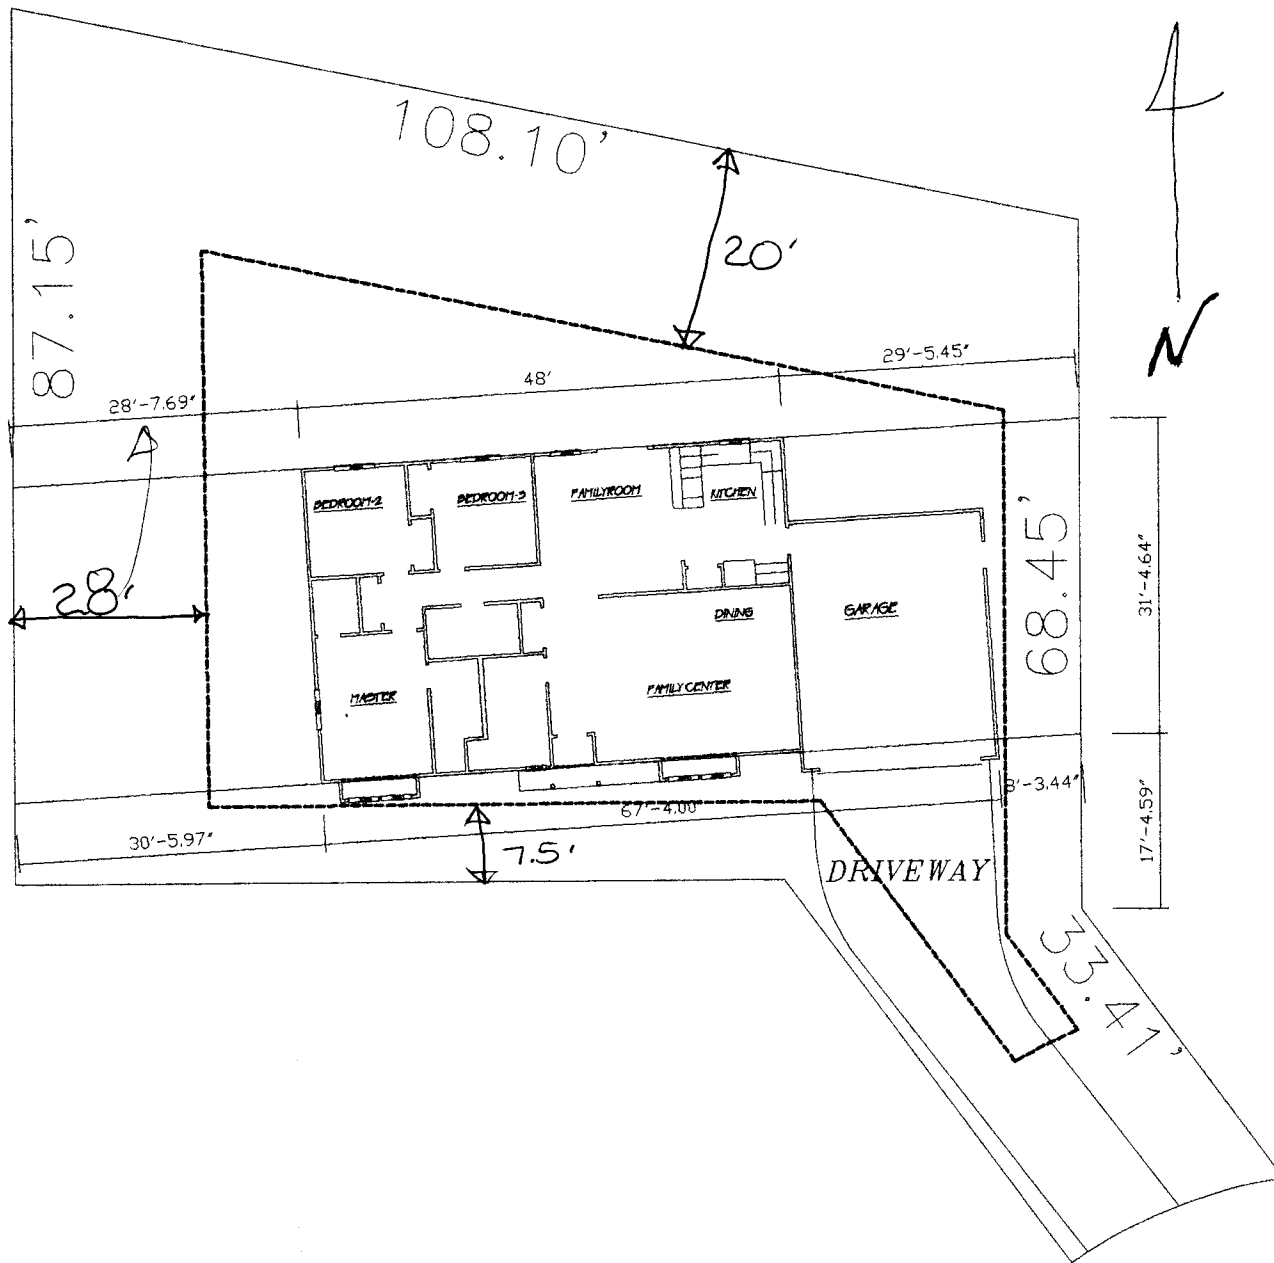 108.10'
87.15'
20'
29'-5.45"
48'
28'-7.69"
BEDROOM-2
BEDROOM-3
FAMILYROOM
KITCHEN
68.45'
31'-4.64"
28'
DINING
GARAGE
MASTER
FAMILY CENTER
N
8'-3.44"
67'-4.00"
30'-5.97"
7.5'
17'-4.59"
DRIVEWAY
33.41'